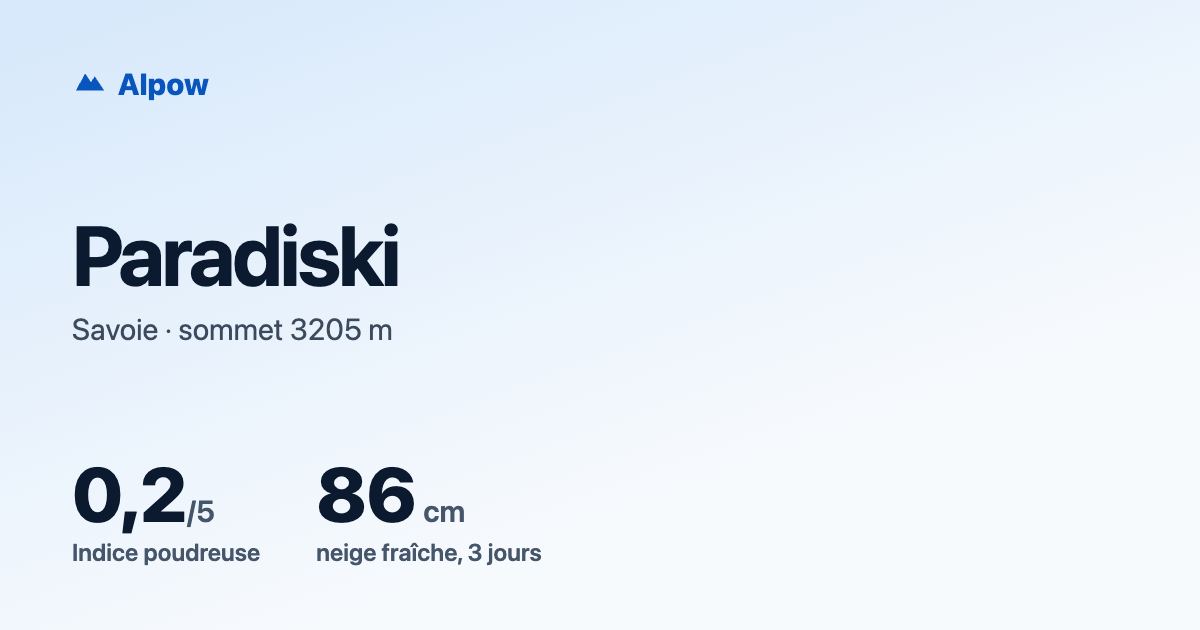 Alpow
Paradiski
Savoie · sommet 3205 m
0,2/5
Indice poudreuse
86 cm
neige fraîche, 3 jours